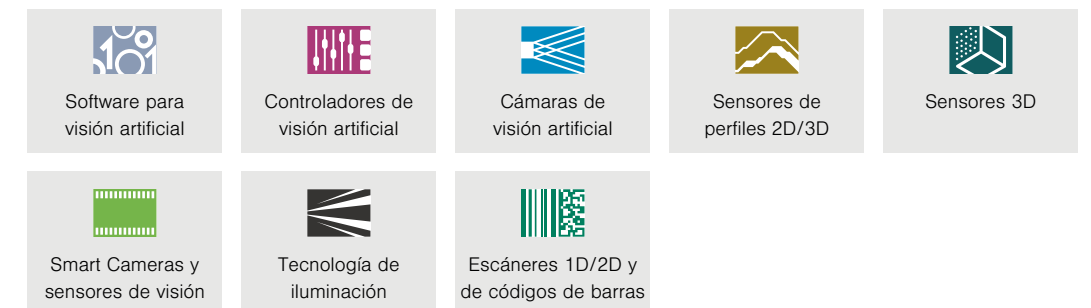 Software para
visión artificial
Controladores de
visión artificial
Cámaras de
visión artificial
Sensores de
perfiles 2D/3D
Sensores 3D
Smart Cameras y
sensores de visión
Tecnología de
iluminación
Escáneres 1D/2D y
de códigos de barras